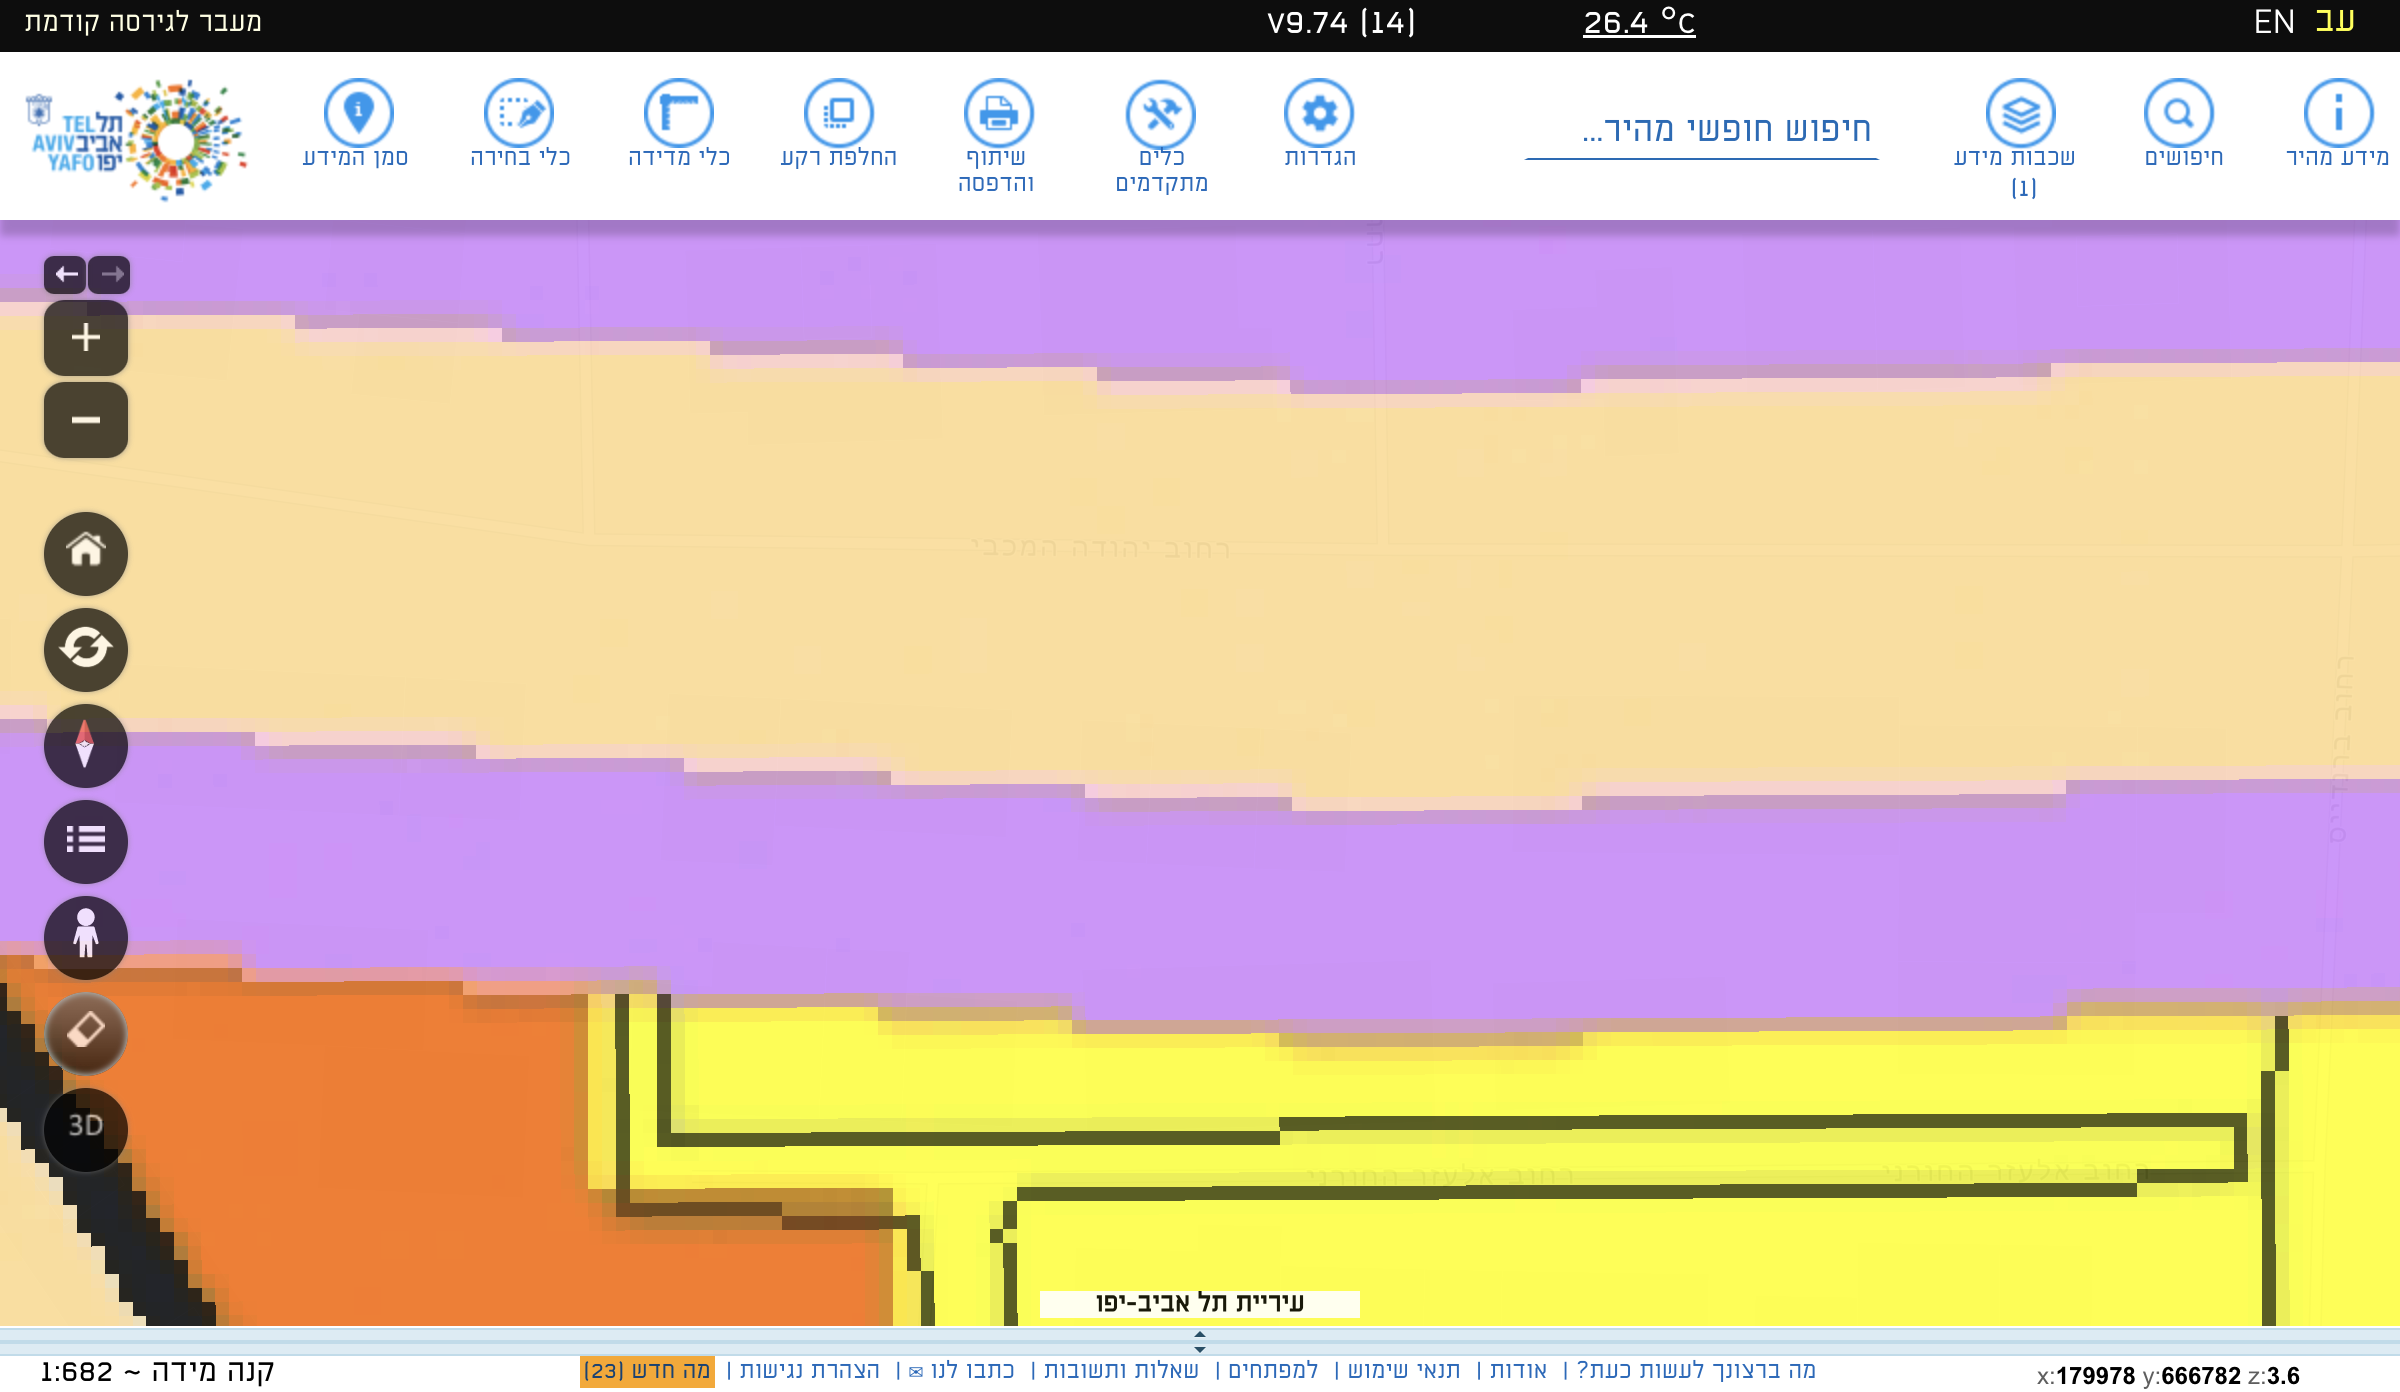 עב EN
26.4 °C
V9.74 (14)
מעבר לגירסה קודמת
מידע מהיר
חיפושים
שכבות מידע
(1)
חיפוש חופשי מהיר...
הגדרות
כלים
מתקדמים
שיתוף
והדפסה
החלפת רקע
כלי מדידה
כלי בחירה
סמן המידע
תל TEL
אביב AVIV
יפו YAFO
רחוב יהודה המכבי
רחוב ברנדייס
3D
רחוב אלעזר החורני
רחוב אלעזר החורני
עיריית תל אביב-יפו
x:179978 y:666782 z:3.6
מה ברצונך לעשות כעת? | אודות | תנאי שימוש | למפתחים | שאלות ותשובות | כתבו לנו ✉ | הצהרת נגישות | מה חדש (23)
קנה מידה ~ 1:682